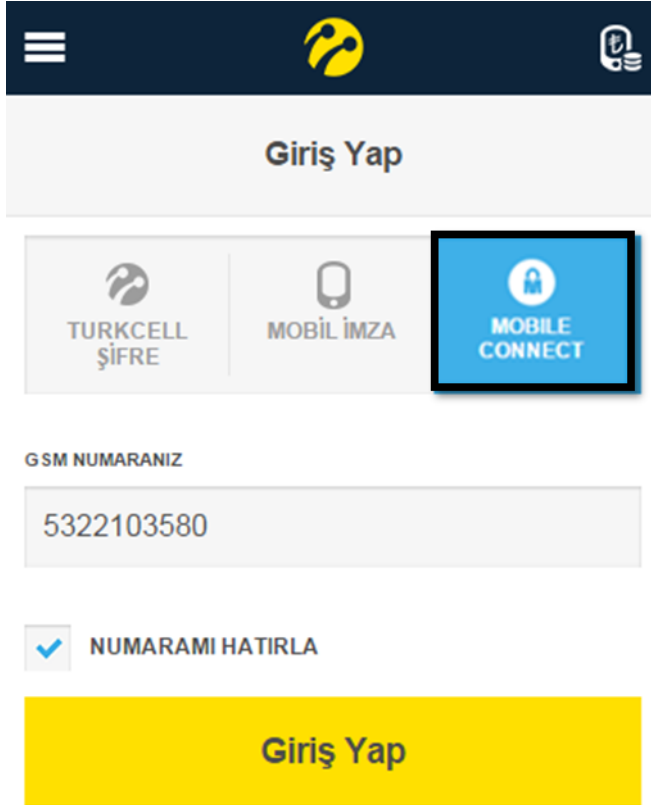 Giriş Yap
TURKCELL
ŞİFRE
MOBİL İMZA
MOBILE
CONNECT
GSM NUMARANIZ
5322103580
NUMARAMI HATIRLA
Giriş Yap